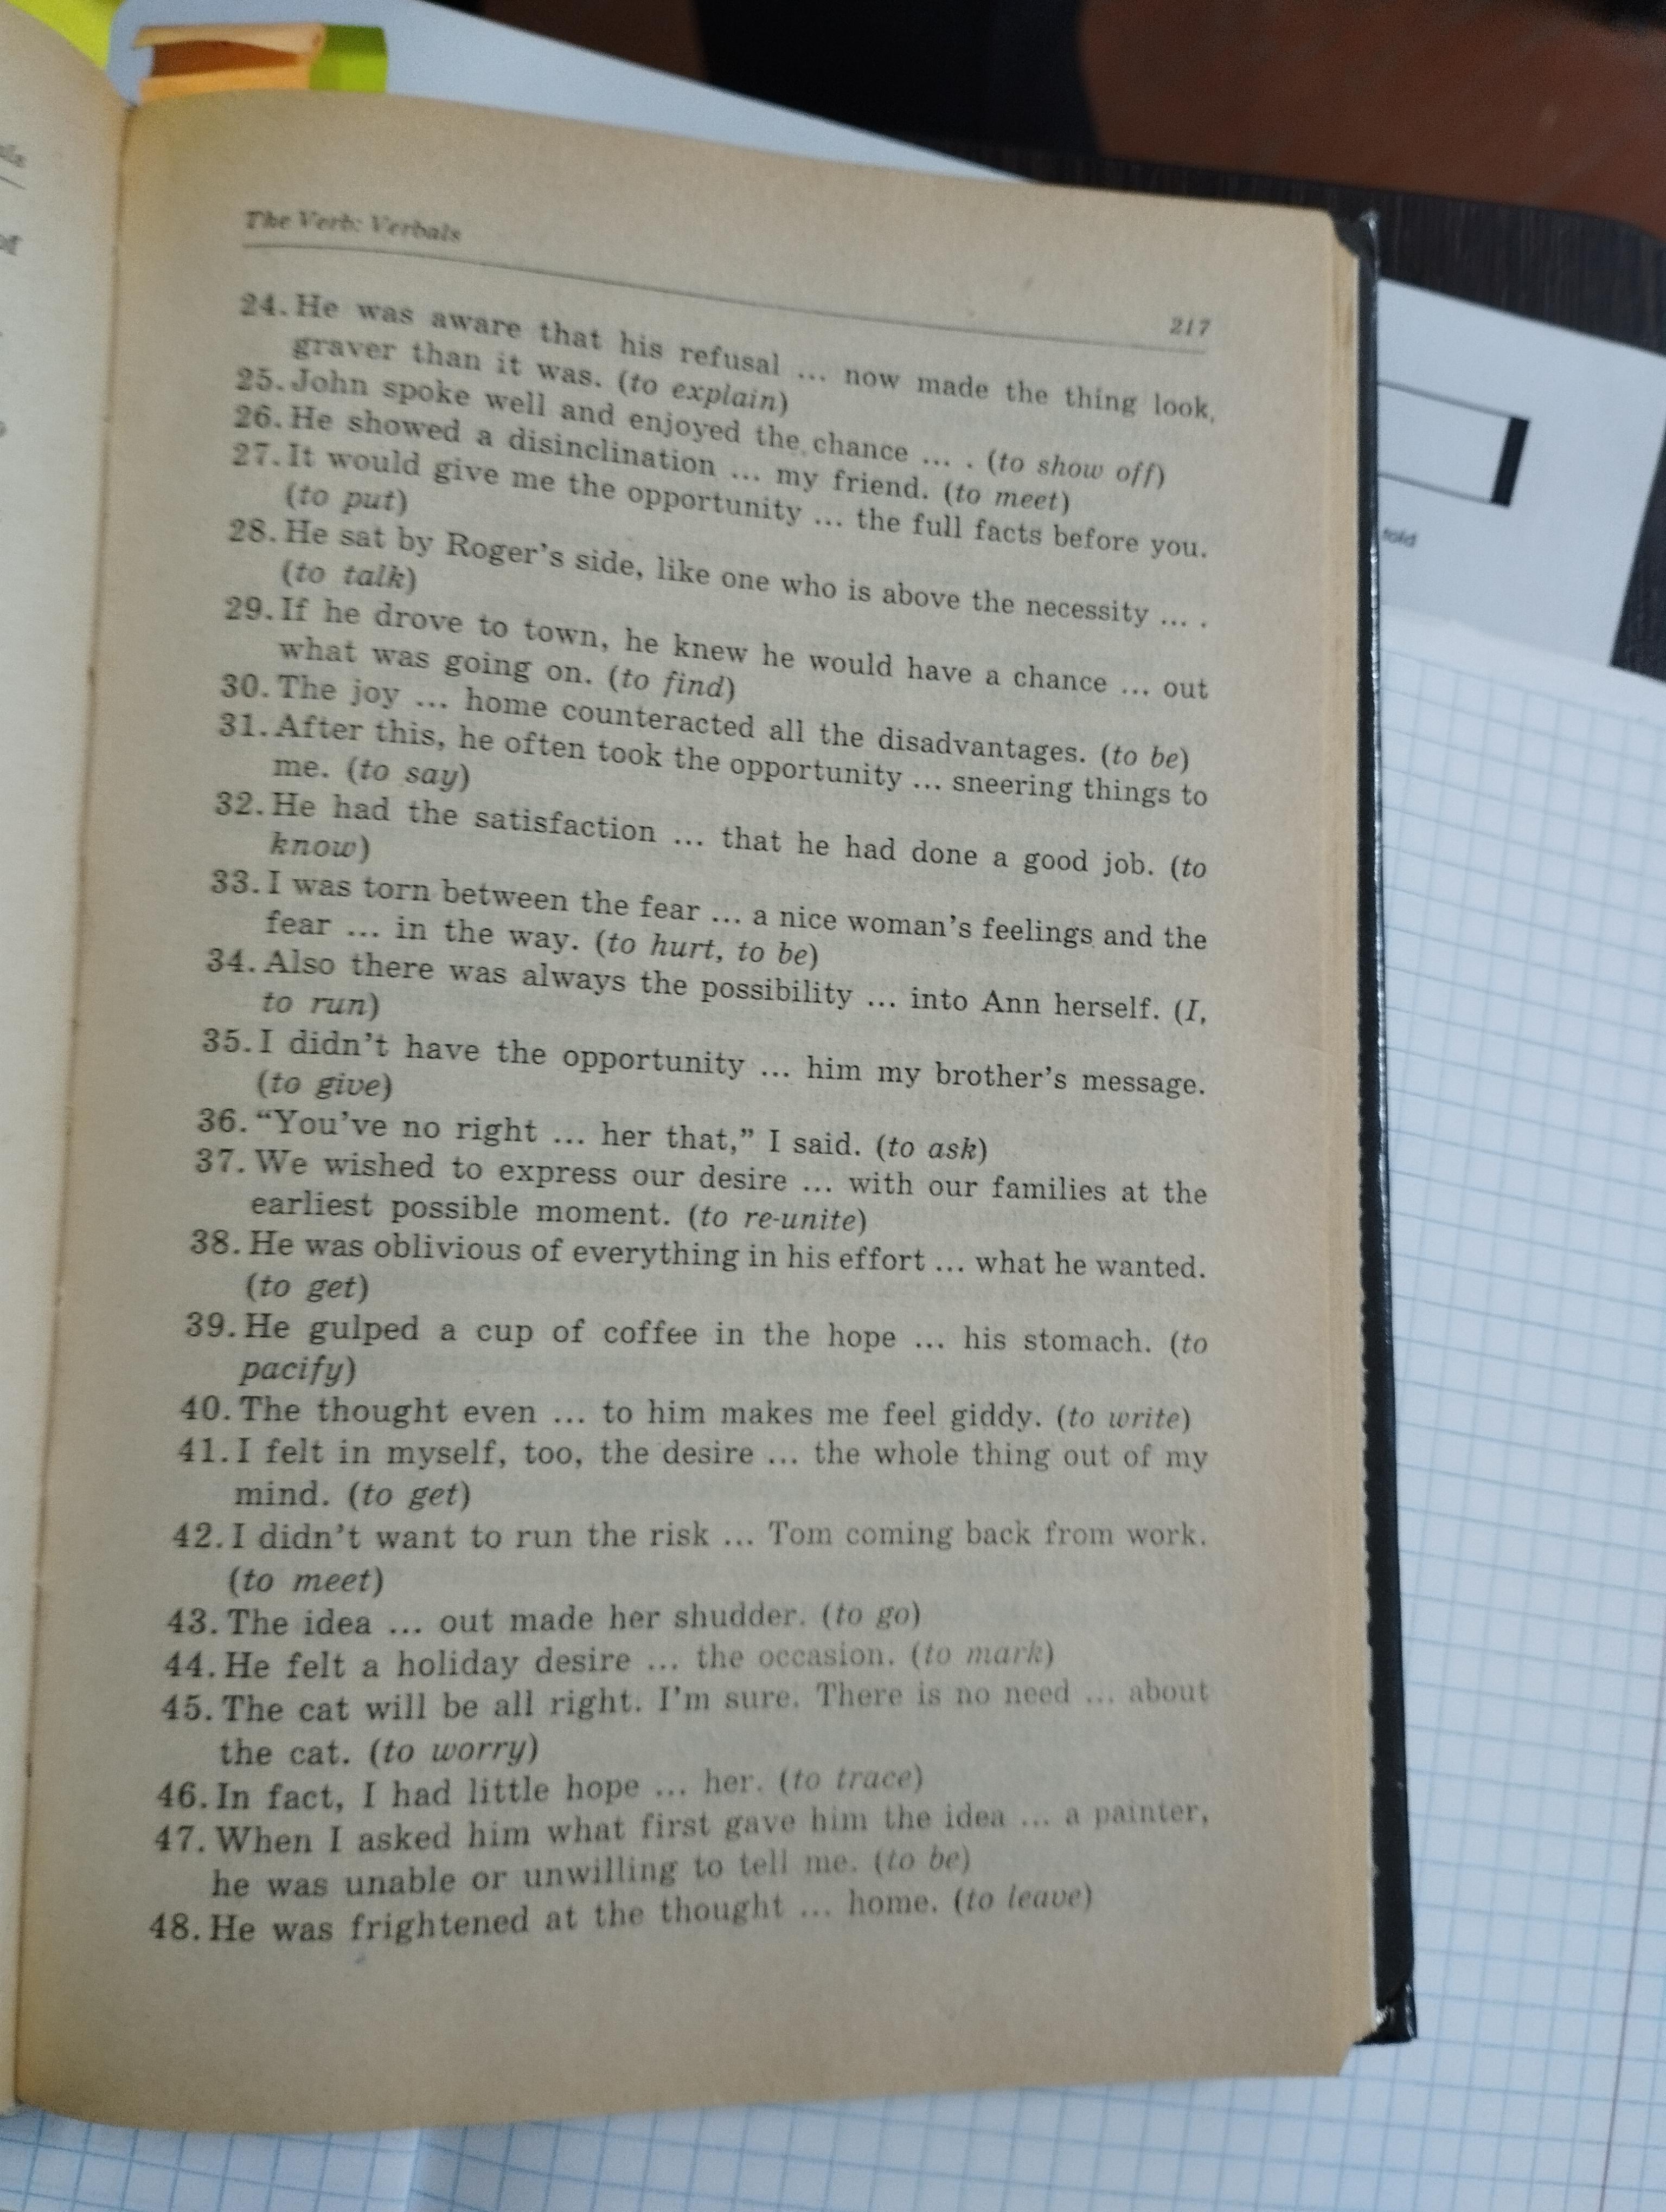 The Verb: Verbals
217
24. He was aware that his refusal ... now made the thing look,
graver than it was. (to explain)
25. John spoke well and enjoyed the chance ... . (to show off)
26. He showed a disinclination ... my friend. (to meet)
27. It would give me the opportunity ... the full facts before you.
(to put)
28. He sat by Roger's side, like one who is above the necessity ... .
(to talk)
29. If he drove to town, he knew he would have a chance ... out
what was going on. (to find)
30. The joy ... home counteracted all the disadvantages. (to be)
31. After this, he often took the opportunity ... sneering things to
me. (to say)
32. He had the satisfaction ... that he had done a good job. (to
know)
33. I was torn between the fear ... a nice woman's feelings and the
fear ... in the way. (to hurt, to be)
34. Also there was always the possibility ... into Ann herself. (I,
to run)
35. I didn't have the opportunity ... him my brother's message.
(to give)
36. “You've no right ... her that,” I said. (to ask)
37. We wished to express our desire ... with our families at the
earliest possible moment. (to re-unite)
38. He was oblivious of everything in his effort ... what he wanted.
(to get)
39. He gulped a cup of coffee in the hope ... his stomach. (to
pacify)
40. The thought even ... to him makes me feel giddy. (to write)
41. I felt in myself, too, the desire ... the whole thing out of my
mind. (to get)
42. I didn't want to run the risk ... Tom coming back from work.
(to meet)
43. The idea ... out made her shudder. (to go)
44. He felt a holiday desire ... the occasion. (to mark)
45. The cat will be all right. I'm sure. There is no need ... about
the cat. (to worry)
46. In fact, I had little hope ... her. (to trace)
47. When I asked him what first gave him the idea ... a painter,
he was unable or unwilling to tell me. (to be)
48. He was frightened at the thought ... home. (to leave)